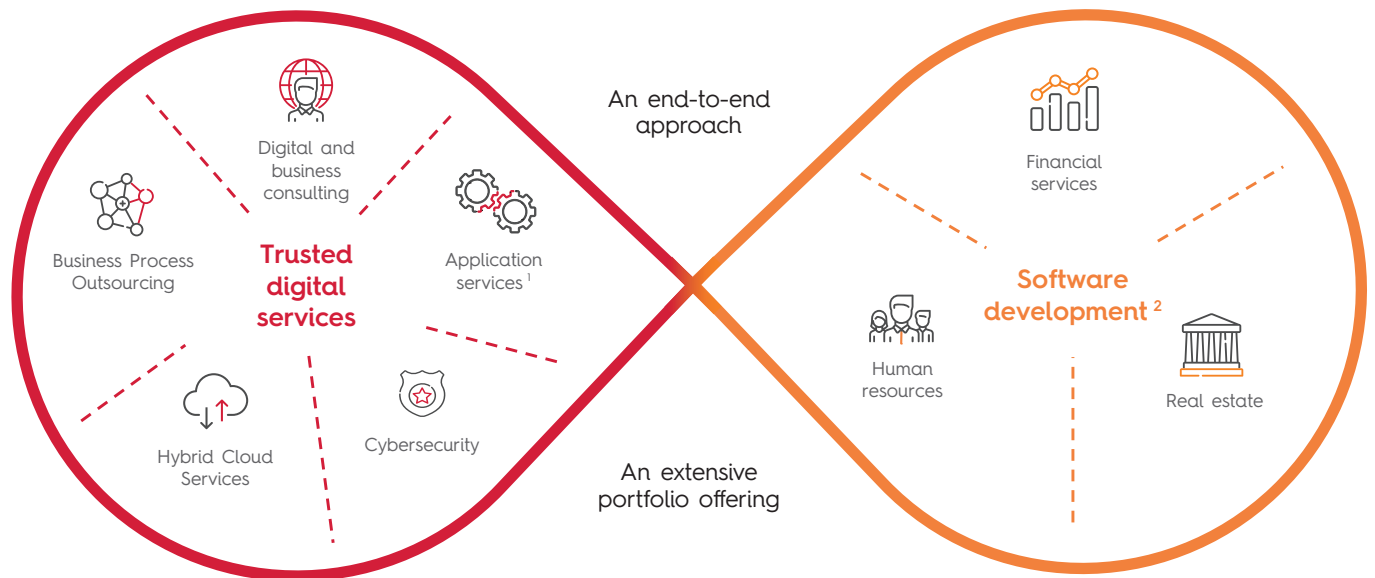 An end-to-end
approach
Digital and
business
consulting
Business Process
Outsourcing
Trusted
digital
services
Application
services 1
Hybrid Cloud
Services
Cybersecurity
An extensive
portfolio offering
Financial
services
Software
development 2
Human
resources
Real estate